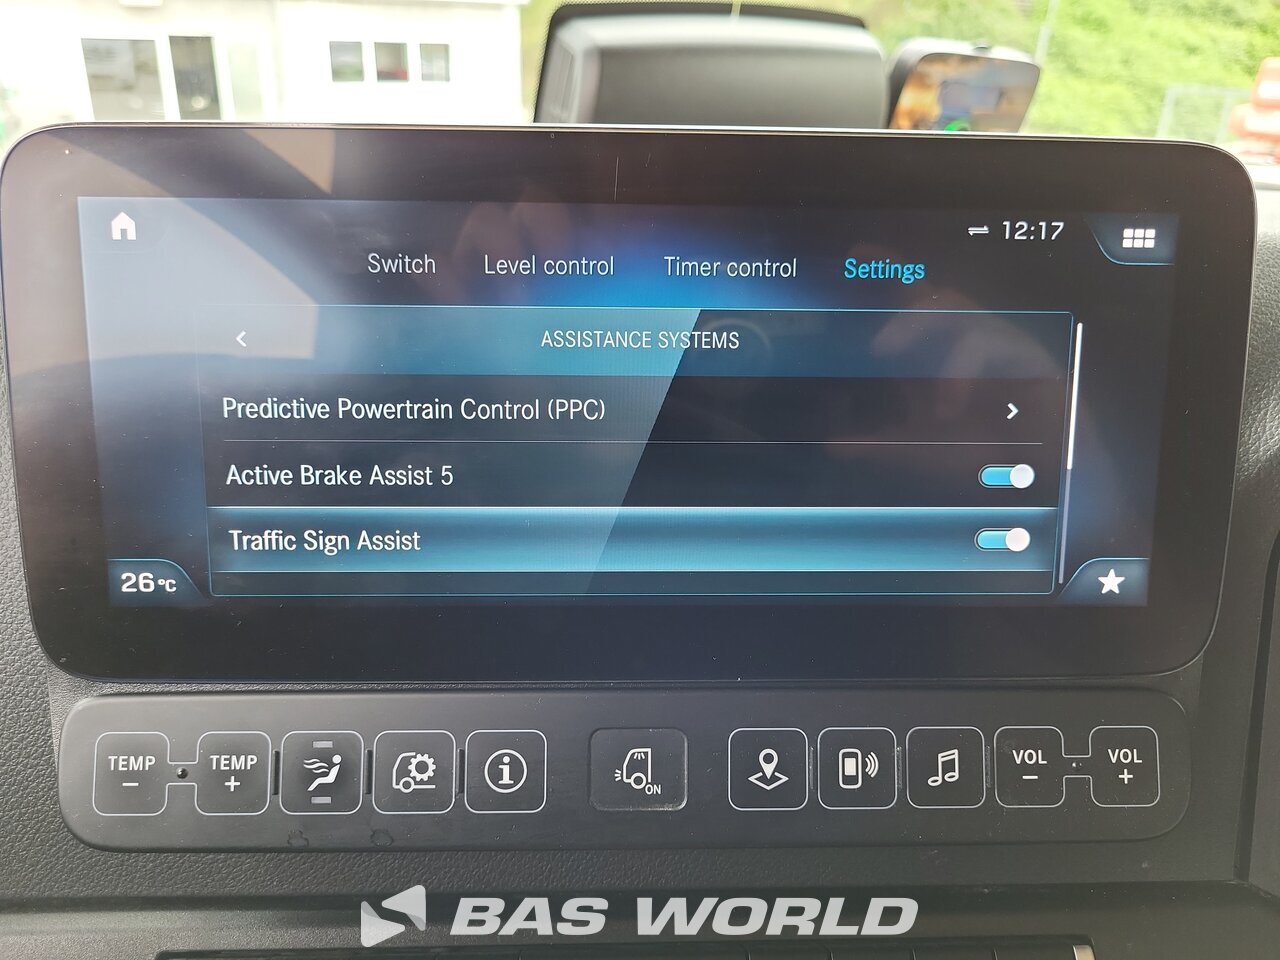 12:17
Switch Level control Timer control Settings
ASSISTANCE SYSTEMS
Predictive Powertrain Control (PPC)
Active Brake Assist 5
Traffic Sign Assist
26°C
TEMP – TEMP + ON VOL – VOL +
BAS WORLD